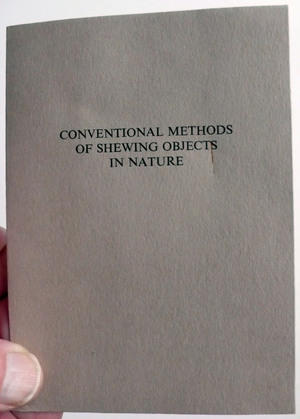 CONVENTIONAL METHODS
OF SHEWING OBJECTS
IN NATURE